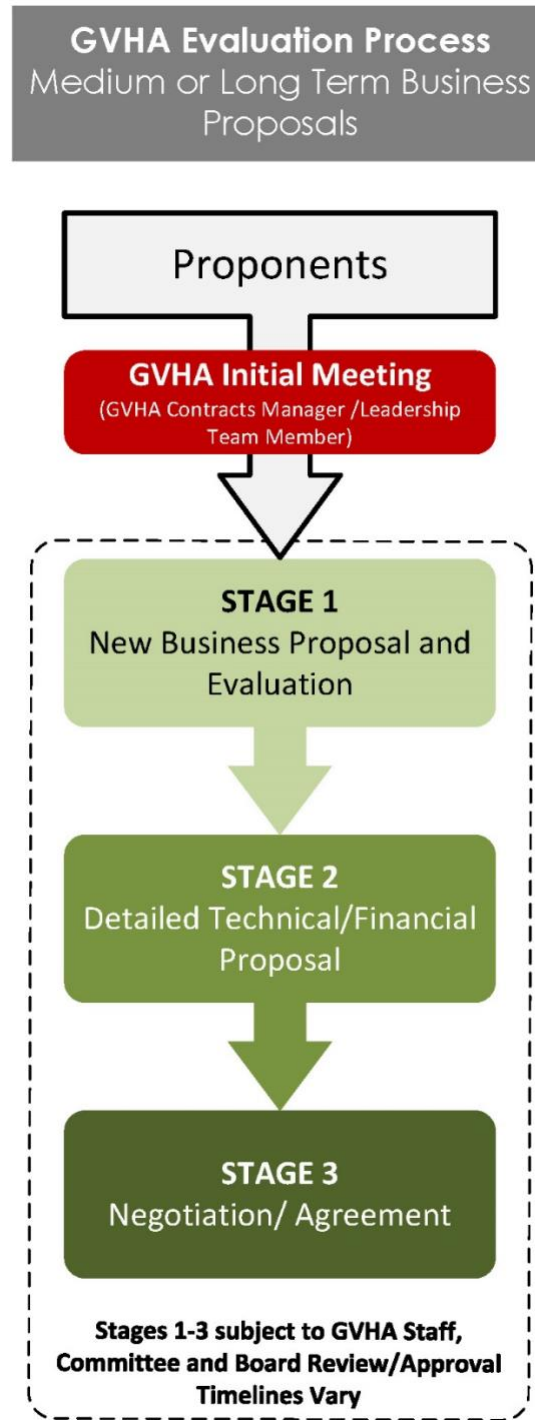 GVHA Evaluation Process
Medium or Long Term Business
Proposals
Proponents
GVHA Initial Meeting
(GVHA Contracts Manager /Leadership
Team Member)
STAGE 1
New Business Proposal and
Evaluation
STAGE 2
Detailed Technical/Financial
Proposal
STAGE 3
Negotiation/ Agreement
Stages 1-3 subject to GVHA Staff,
Committee and Board Review/Approval
Timelines Vary